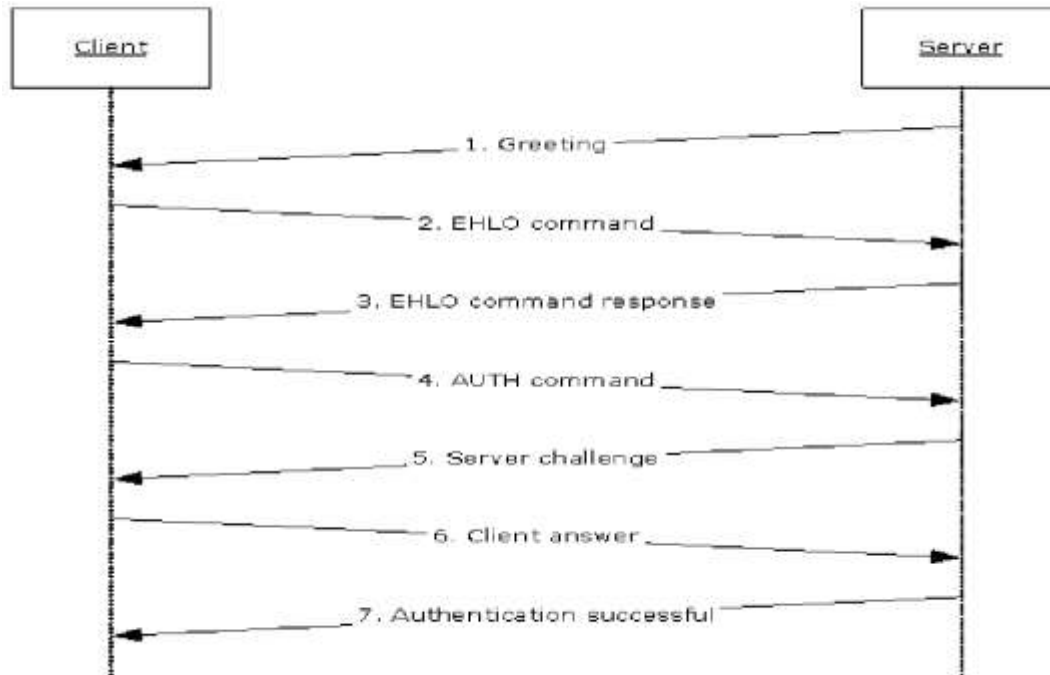 Client
Server
1. Greeting
2. EHLO command
3. EHLO command response
4. AUTH command
5. Server challenge
6. Client answer
7. Authentication successful